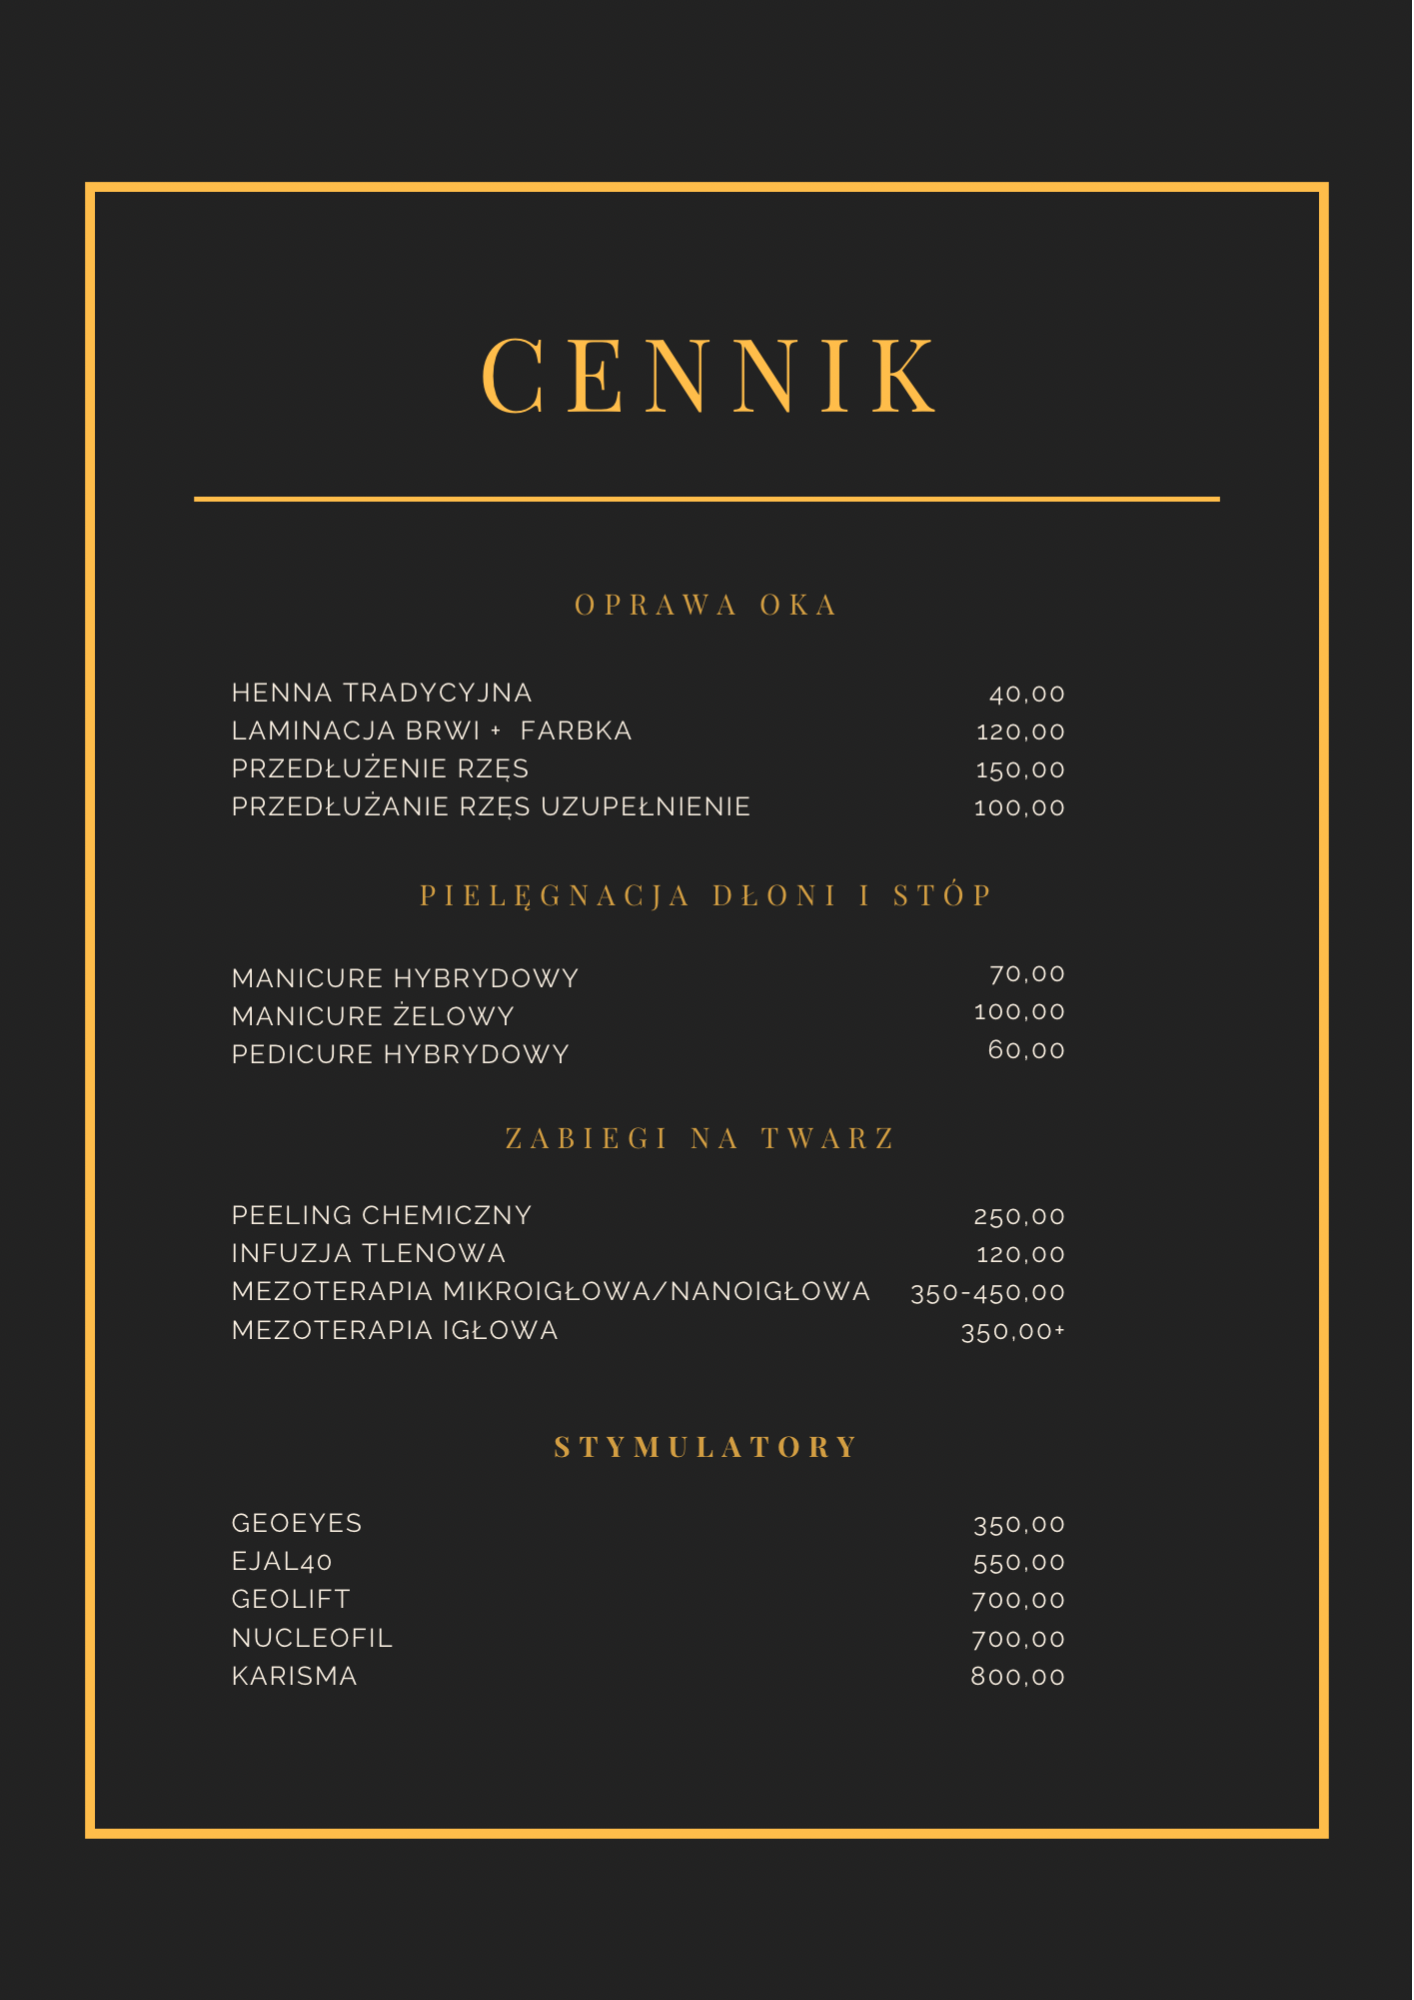 CENNIK
OPRAWA OKA
HENNA TRADYCYJNA 40,00
LAMINACJA BRWI + FARBKA 120,00
PRZEDŁUŻENIE RZĘS 150,00
PRZEDŁUŻANIE RZĘS UZUPEŁNIENIE 100,00
PIELĘGNACJA DŁONI I STÓP
MANICURE HYBRYDOWY 70,00
MANICURE ŻELOWY 100,00
PEDICURE HYBRYDOWY 60,00
ZABIEGI NA TWARZ
PEELING CHEMICZNY 250,00
INFUZJA TLENOWA 120,00
MEZOTERAPIA MIKROIGŁOWA/NANOIGŁOWA 350-450,00
MEZOTERAPIA IGŁOWA 350,00+
STYMULATORY
GEOEYES 350,00
EJAL40 550,00
GEOLIFT 700,00
NUCLEOFIL 700,00
KARISMA 800,00